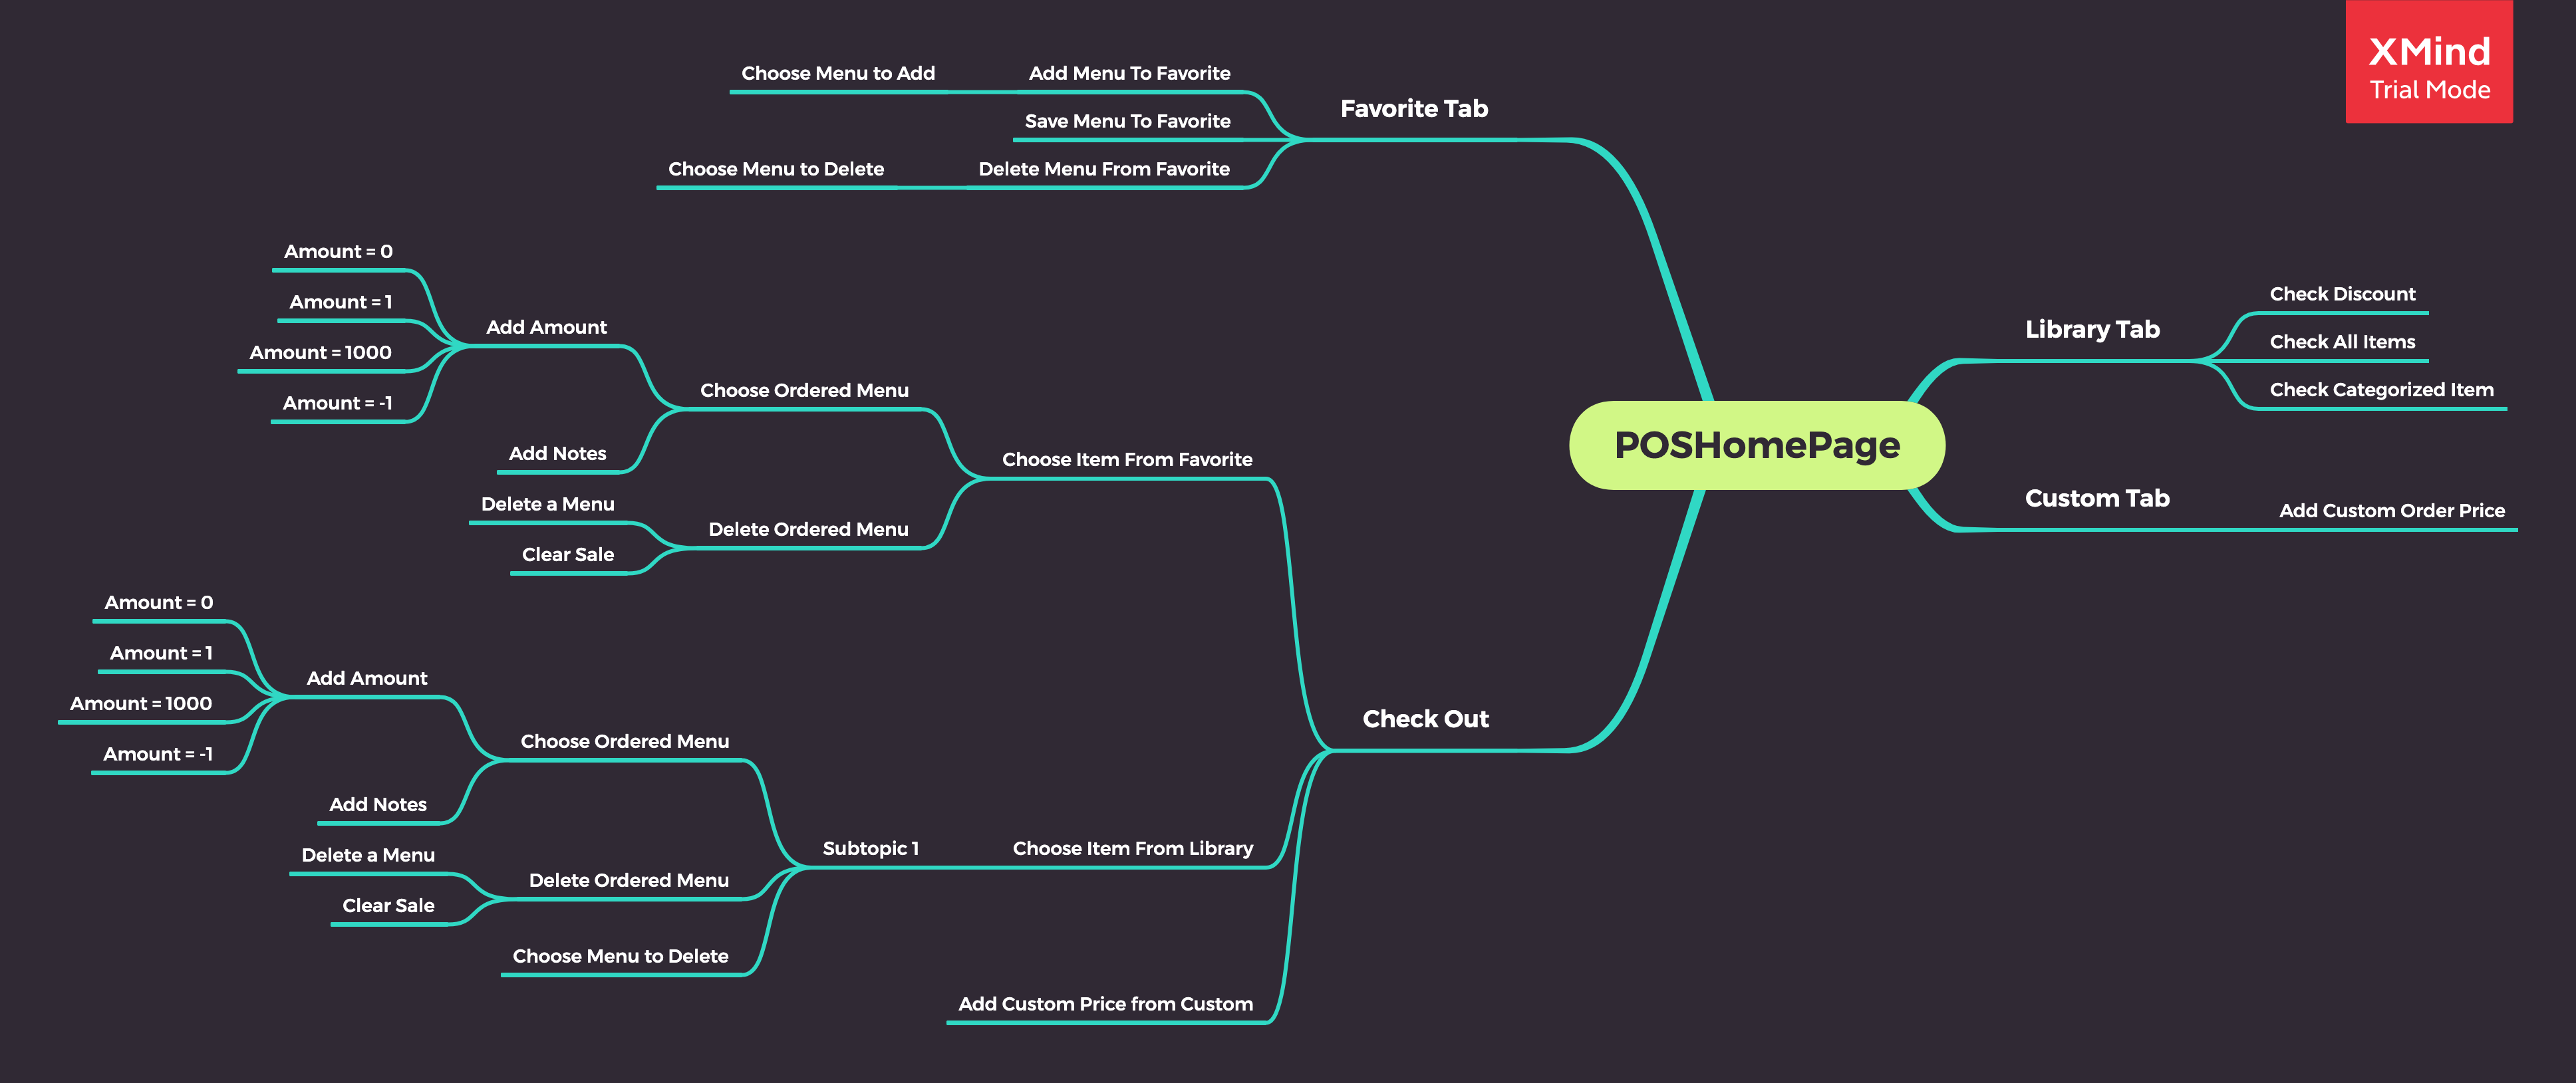 XMind
Trial Mode
POSHomePage
Library Tab
Check Discount
Check All Items
Check Categorized Item
Custom Tab
Add Custom Order Price
Favorite Tab
Add Menu To Favorite
Choose Menu to Add
Save Menu To Favorite
Delete Menu From Favorite
Choose Menu to Delete
Check Out
Choose Item From Favorite
Choose Ordered Menu
Add Amount
Amount = 0
Amount = 1
Amount = 1000
Amount = -1
Add Notes
Delete Ordered Menu
Delete a Menu
Clear Sale
Choose Item From Library
Subtopic 1
Choose Ordered Menu
Add Amount
Amount = 0
Amount = 1
Amount = 1000
Amount = -1
Add Notes
Delete Ordered Menu
Delete a Menu
Clear Sale
Choose Menu to Delete
Add Custom Price from Custom